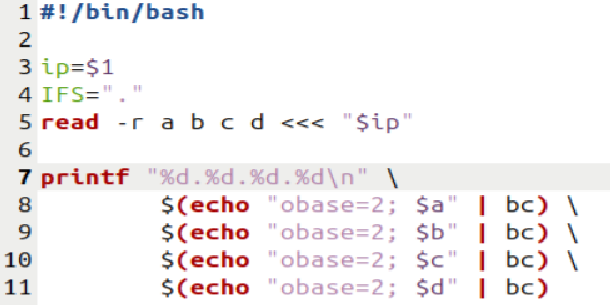 1 #!/bin/bash
2
3 ip=$1
4 IFS="."
5 read -r a b c d <<< "$ip"
6
7 printf "%d.%d.%d.%d\n" \
8         $(echo "obase=2; $a" | bc) \
9         $(echo "obase=2; $b" | bc) \
10         $(echo "obase=2; $c" | bc) \
11         $(echo "obase=2; $d" | bc)